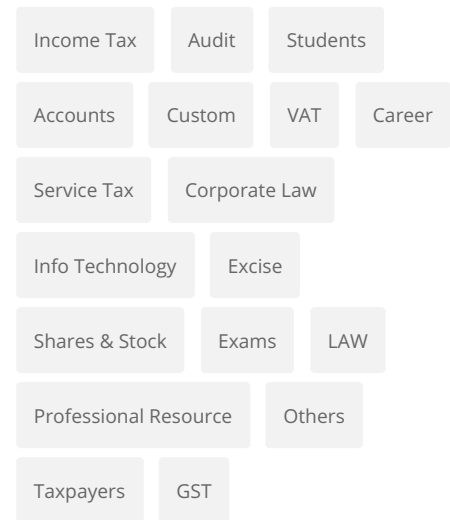 Income Tax Audit Students
Accounts Custom VAT Career
Service Tax Corporate Law
Info Technology Excise
Shares & Stock Exams LAW
Professional Resource Others
Taxpayers GST